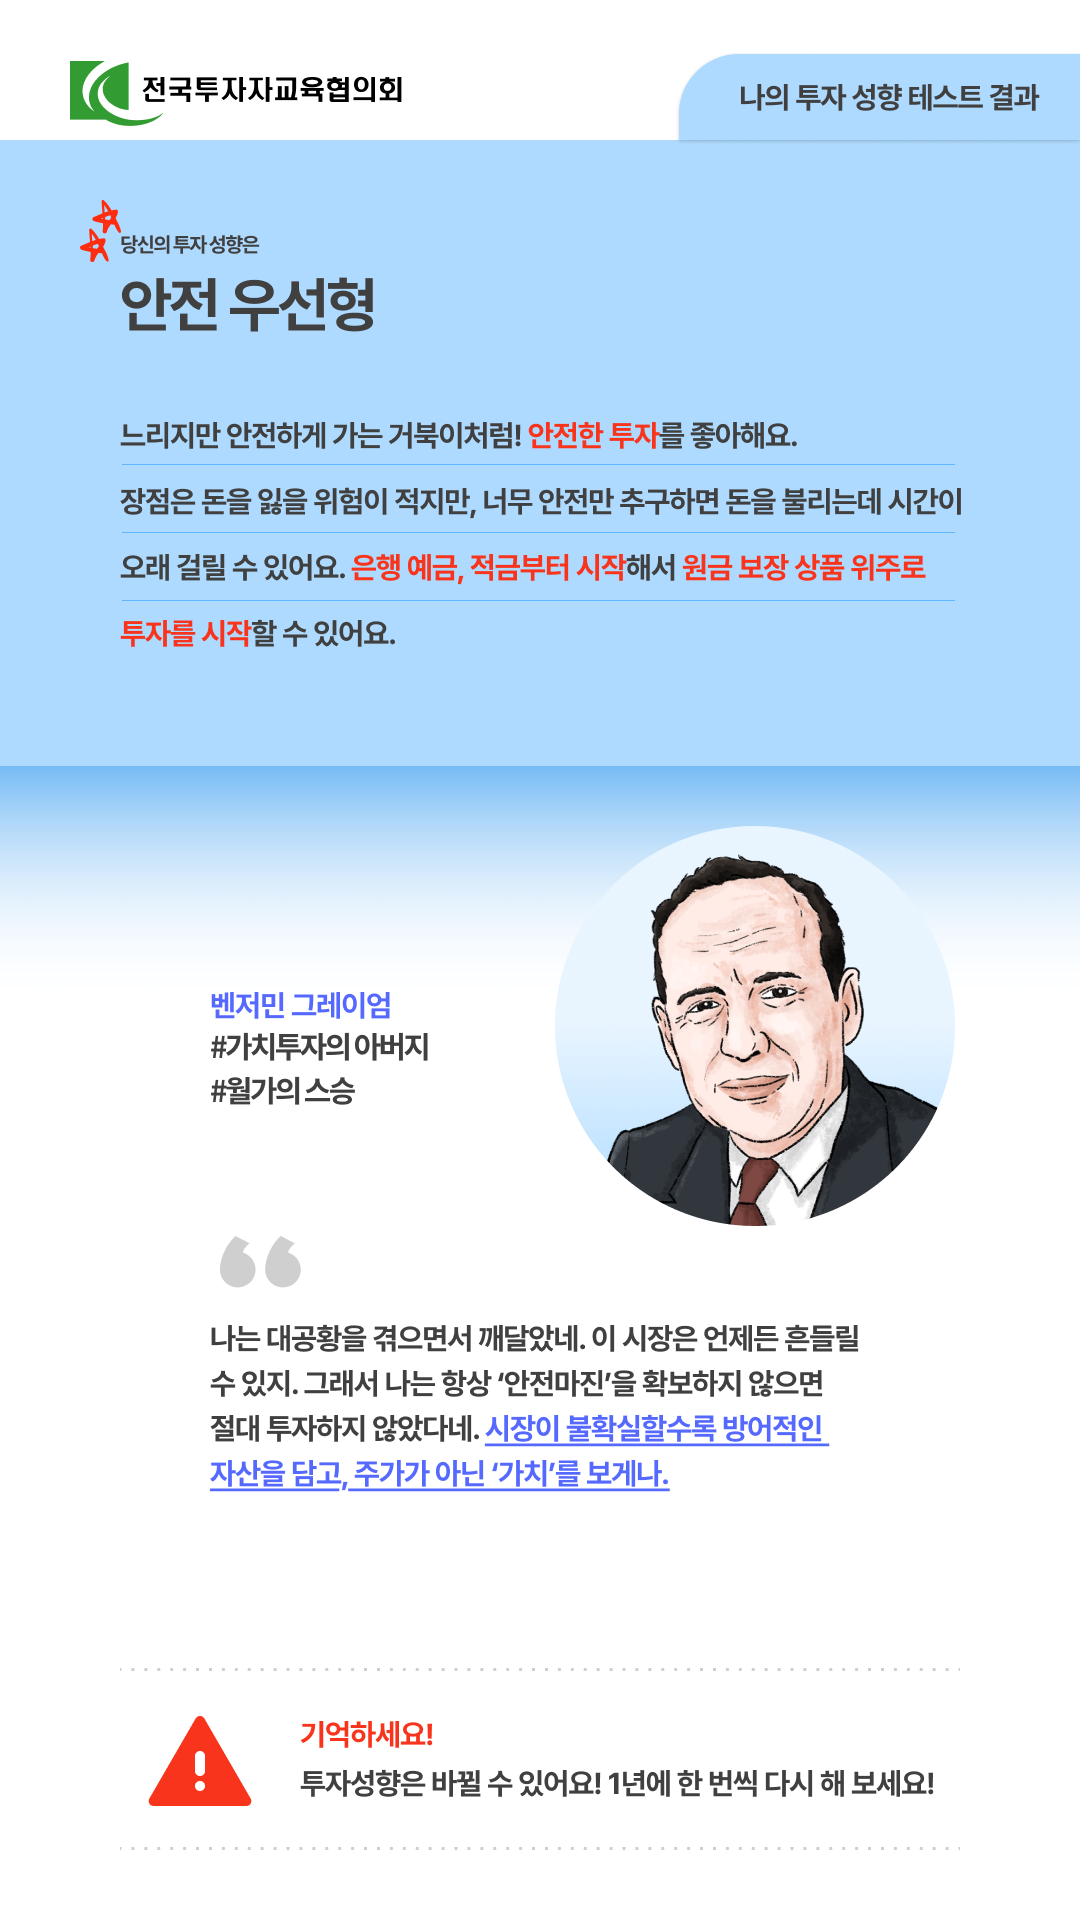 전국투자자교육협의회
나의 투자 성향 테스트 결과
당신의 투자 성향은
안전 우선형
느리지만 안전하게 가는 거북이처럼! 안전한 투자를 좋아해요.
장점은 돈을 잃을 위험이 적지만, 너무 안전만 추구하면 돈을 불리는데 시간이
오래 걸릴 수 있어요. 은행 예금, 적금부터 시작해서 원금 보장 상품 위주로
투자를 시작할 수 있어요.
벤저민 그레이엄
#가치투자의 아버지
#월가의 스승
“
나는 대공황을 겪으면서 깨달았네. 이 시장은 언제든 흔들릴
수 있지. 그래서 나는 항상 ‘안전마진’을 확보하지 않으면
절대 투자하지 않았다네. 시장이 불확실할수록 방어적인
자산을 담고, 주가가 아닌 ‘가치’를 보게나.
기억하세요!
투자성향은 바뀔 수 있어요! 1년에 한 번씩 다시 해 보세요!